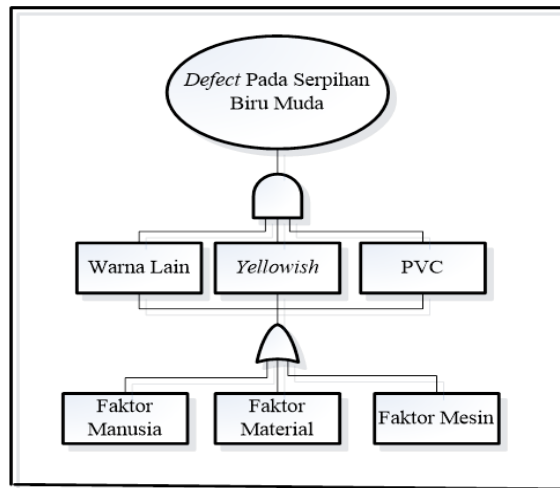 Defect Pada Serpihan
Biru Muda
Warna Lain
Yellowish
PVC
Faktor
Manusia
Faktor
Material
Faktor Mesin